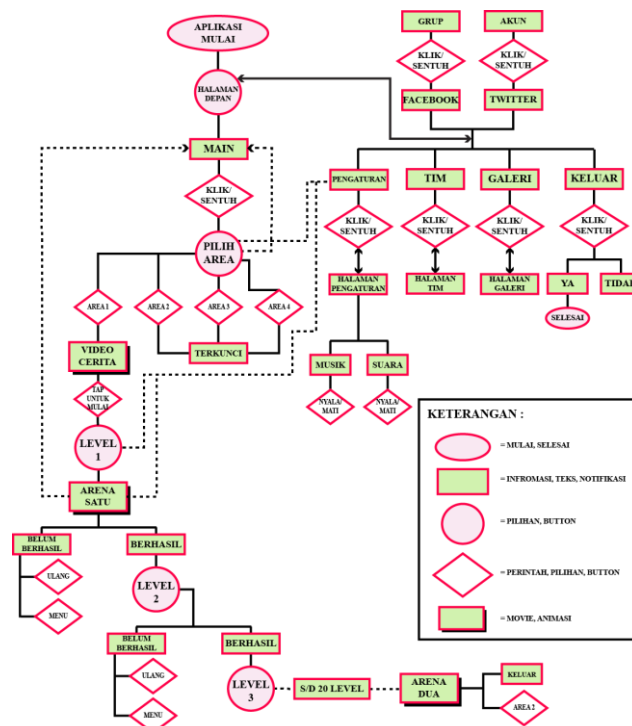 APLIKASI
MULAI
GRUP
AKUN
KLIK/
SENTUH
KLIK/
SENTUH
HALAMAN
DEPAN
FACEBOOK
TWITTER
MAIN
PENGATURAN
TIM
GALERI
KELUAR
KLIK/
SENTUH
KLIK/
SENTUH
KLIK/
SENTUH
KLIK/
SENTUH
KLIK/
SENTUH
PILIH
AREA
HALAMAN
PENGATURAN
HALAMAN
TIM
HALAMAN
GALERI
YA
TIDAK
SELESAI
AREA 1
AREA 2
AREA 3
AREA 4
VIDEO
CERITA
TERKUNCI
MUSIK
SUARA
TAP
UNTUK
MULAI
NYALA/
MATI
NYALA/
MATI
LEVEL
1
ARENA
SATU
BELUM
BERHASIL
BERHASIL
ULANG
MENU
LEVEL
2
BELUM
BERHASIL
BERHASIL
ULANG
MENU
LEVEL
3
S/D 20 LEVEL
ARENA
DUA
KELUAR
AREA 2
KETERANGAN :
= MULAI, SELESAI
= INFROMASI, TEKS, NOTIFIKASI
= PILIHAN, BUTTON
= PERINTAH, PILIHAN, BUTTON
= MOVIE, ANIMASI